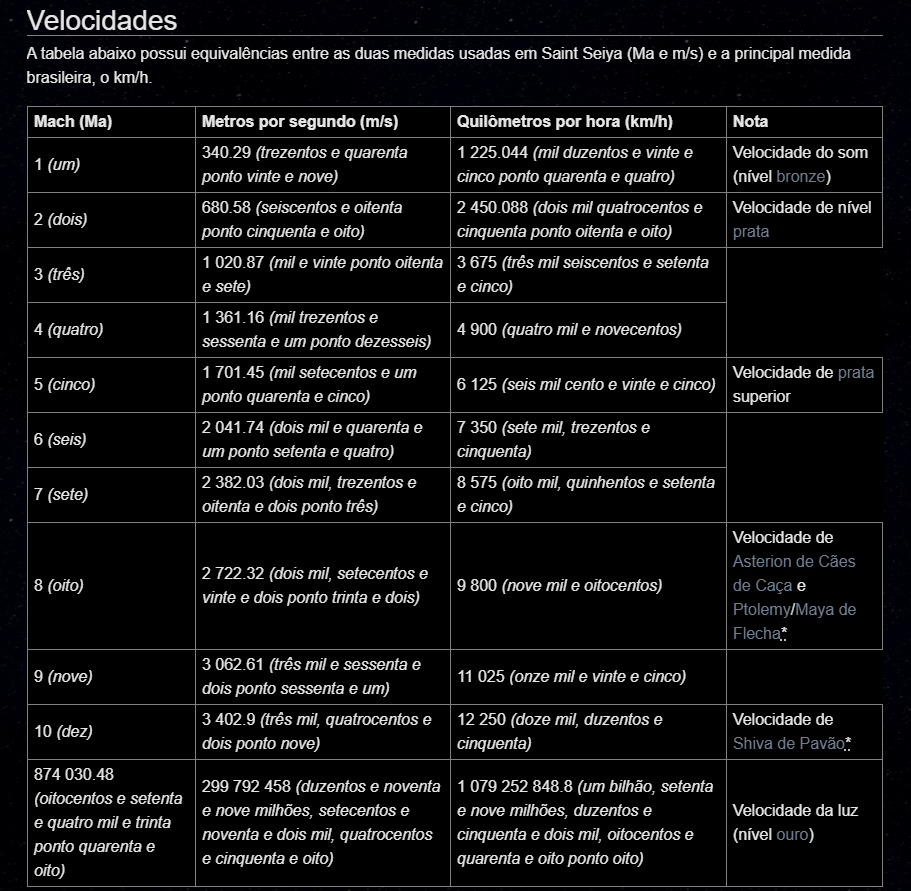 Velocidades
A tabela abaixo possui equivalências entre as duas medidas usadas em Saint Seiya (Ma e m/s) e a principal medida
brasileira, o km/h.
Mach (Ma)
Metros por segundo (m/s)
Quilômetros por hora (km/h)
Nota
1 (um)
340.29 (trezentos e quarenta
ponto vinte e nove)
1 225.044 (mil duzentos e vinte e
cinco ponto quarenta e quatro)
Velocidade do som
(nível bronze)
2 (dois)
680.58 (seiscentos e oitenta
ponto cinquenta e oito)
2 450.088 (dois mil quatrocentos e
cinquenta ponto oitenta e oito)
Velocidade de nível
prata
3 (três)
1 020.87 (mil e vinte ponto oitenta
e sete)
3 675 (três mil seiscentos e setenta
e cinco)
4 (quatro)
1 361.16 (mil trezentos e
sessenta e um ponto dezesseis)
4 900 (quatro mil e novecentos)
5 (cinco)
1 701.45 (mil setecentos e um
ponto quarenta e cinco)
6 125 (seis mil cento e vinte e cinco)
Velocidade de prata
superior
6 (seis)
2 041.74 (dois mil e quarenta e
um ponto setenta e quatro)
7 350 (sete mil, trezentos e
cinquenta)
7 (sete)
2 382.03 (dois mil, trezentos e
oitenta e dois ponto três)
8 575 (oito mil, quinhentos e setenta
e cinco)
8 (oito)
2 722.32 (dois mil, setecentos e
vinte e dois ponto trinta e dois)
9 800 (nove mil e oitocentos)
Velocidade de
Asterion de Cães
de Caça e
Ptolemy/Maya de
Flecha*
9 (nove)
3 062.61 (três mil e sessenta e
dois ponto sessenta e um)
11 025 (onze mil e vinte e cinco)
10 (dez)
3 402.9 (três mil, quatrocentos e
dois ponto nove)
12 250 (doze mil, duzentos e
cinquenta)
Velocidade de
Shiva de Pavão*
874 030.48
(oitocentos e setenta
e quatro mil e trinta
ponto quarenta e
oito)
299 792 458 (duzentos e noventa
e nove milhões, setecentos e
noventa e dois mil, quatrocentos
e cinquenta e oito)
1 079 252 848.8 (um bilhão, setenta
e nove milhões, duzentos e
cinquenta e dois mil, oitocentos e
quarenta e oito ponto oito)
Velocidade da luz
(nível ouro)